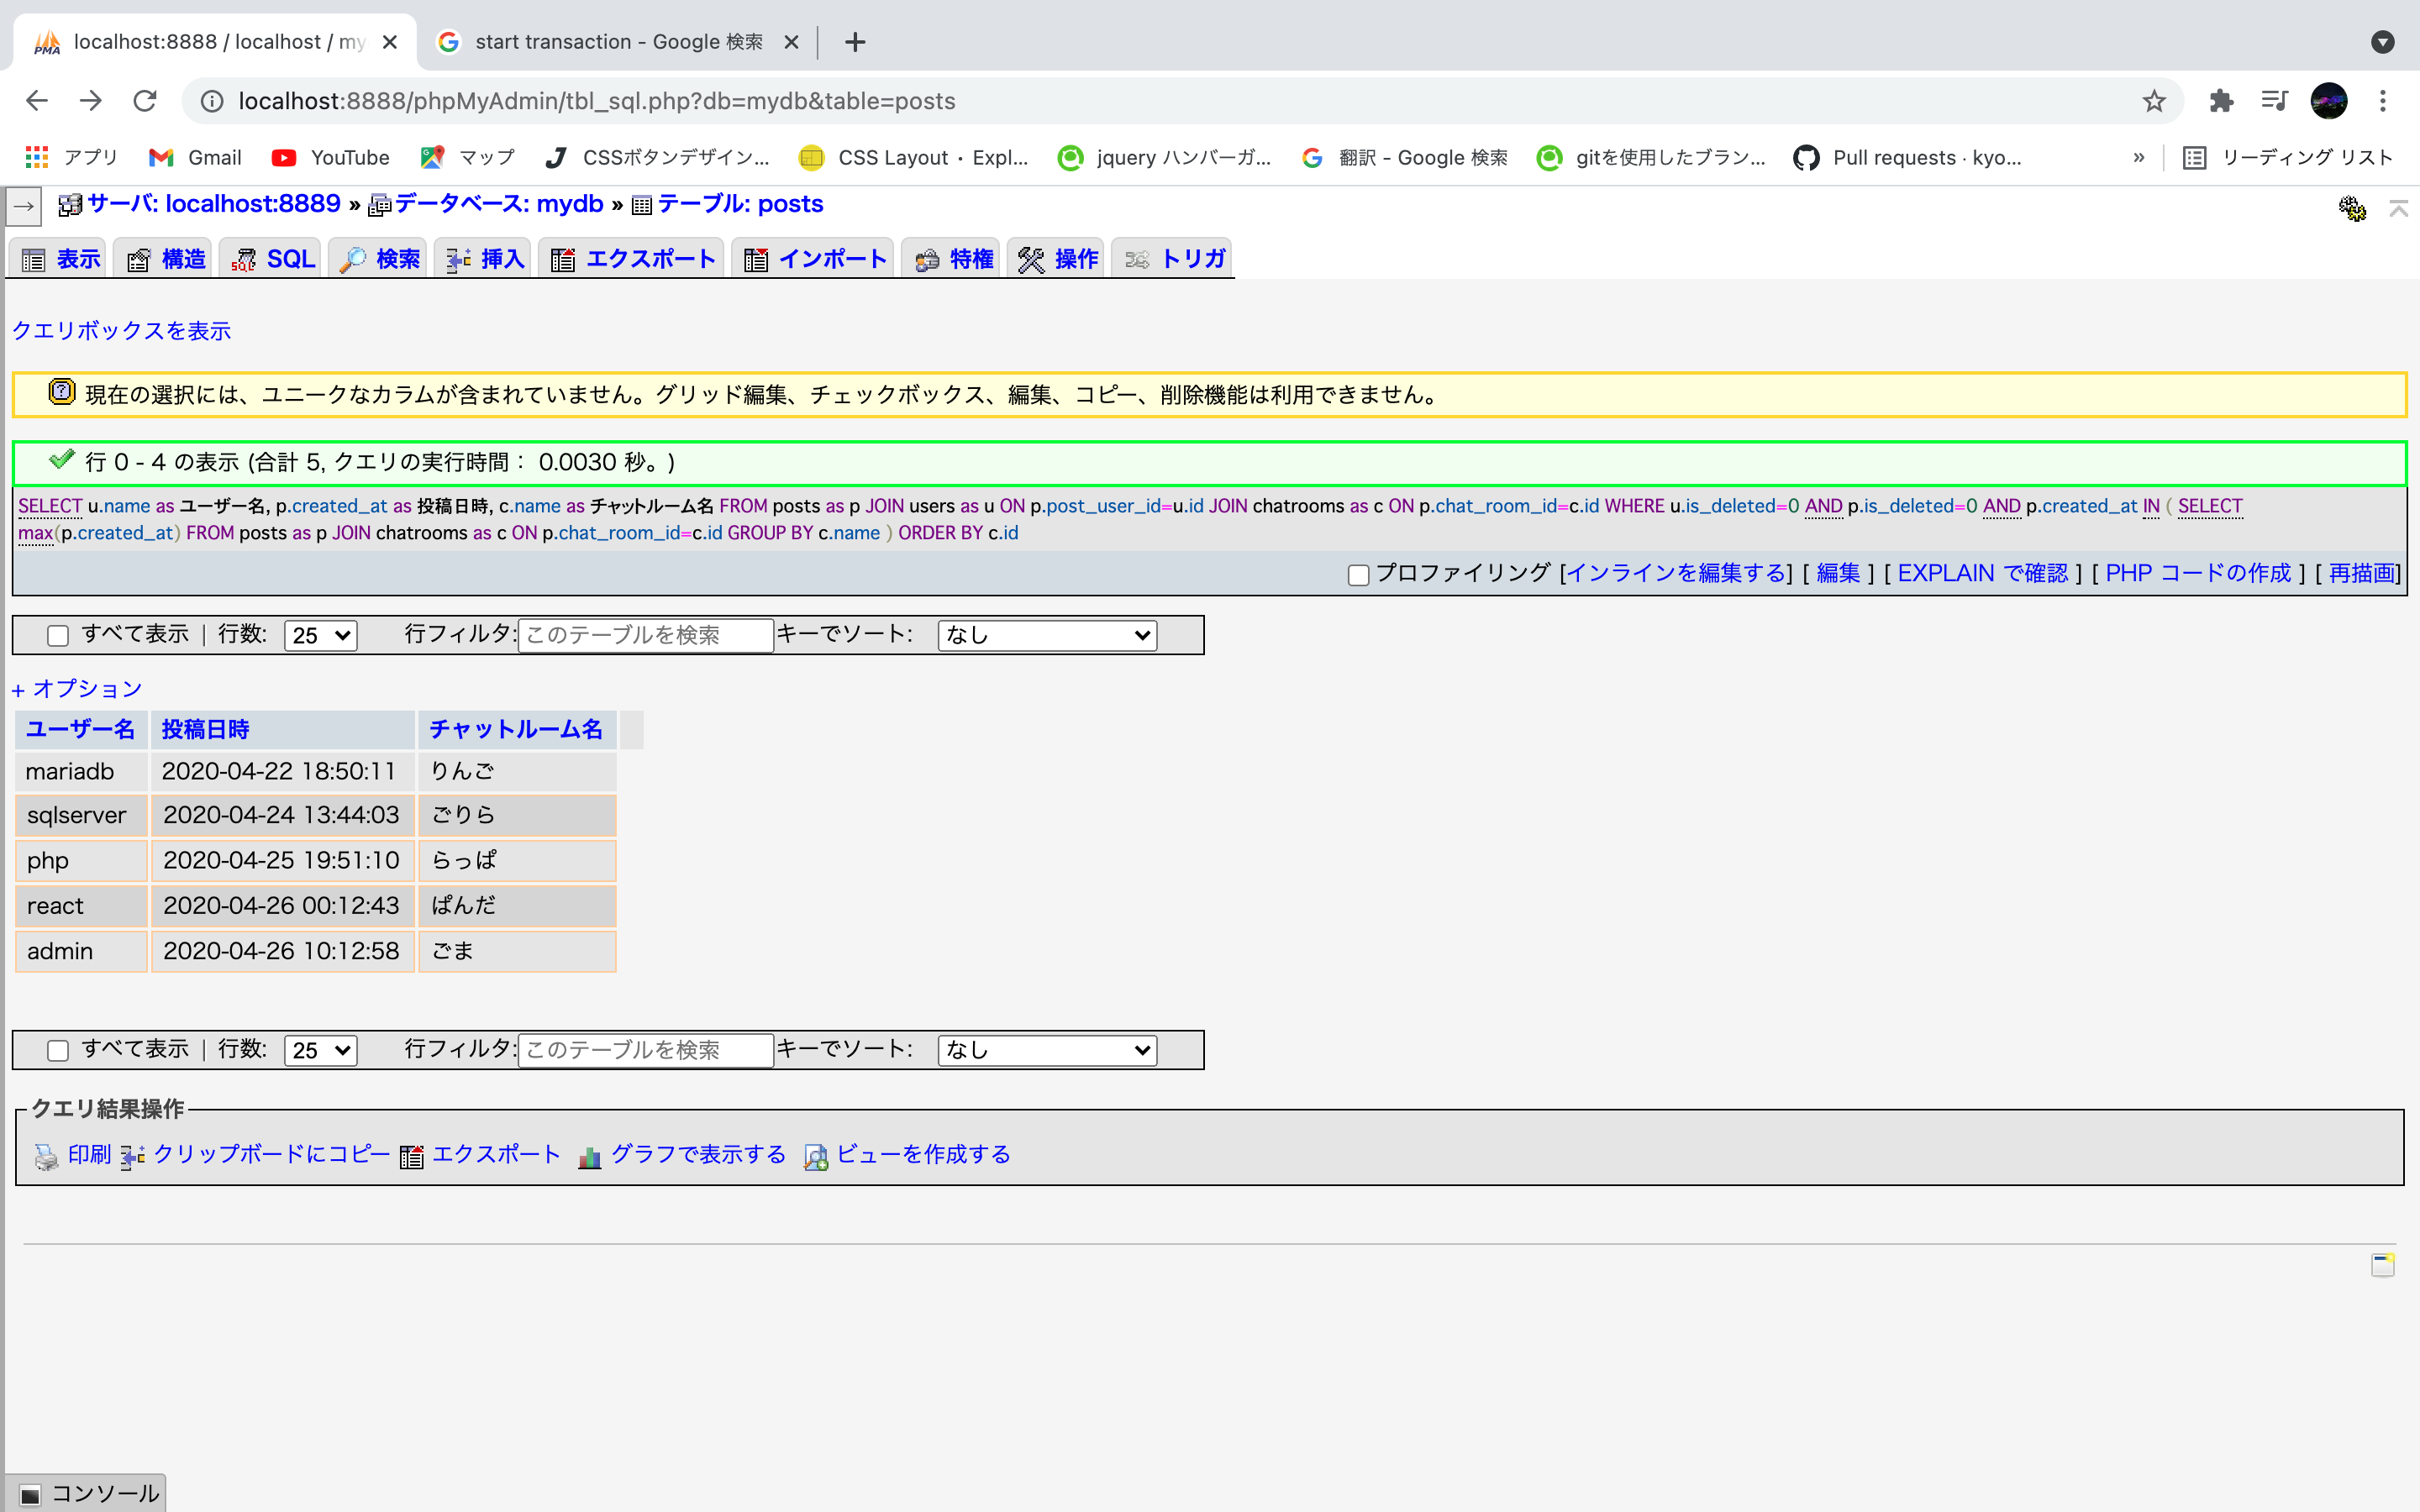 localhost:8888 / localhost / my
start transaction - Google 検索
localhost:8888/phpMyAdmin/tbl_sql.php?db=mydb&table=posts
アプリ Gmail YouTube マップ CSSボタンデザイン... CSS Layout · Expl... jquery ハンバーガ... 翻訳 - Google 検索 gitを使用したブラン... Pull requests · kyo... » リーディング リスト
サーバ: localhost:8889 » データベース: mydb » テーブル: posts
表示 構造 SQL 検索 挿入 エクスポート インポート 特権 操作 トリガ
クエリボックスを表示
現在の選択には、ユニークなカラムが含まれていません。グリッド編集、チェックボックス、編集、コピー、削除機能は利用できません。
行 0 - 4 の表示 (合計 5, クエリの実行時間： 0.0030 秒。)
SELECT u.name as ユーザー名, p.created_at as 投稿日時, c.name as チャットルーム名 FROM posts as p JOIN users as u ON p.post_user_id=u.id JOIN chatrooms as c ON p.chat_room_id=c.id WHERE u.is_deleted=0 AND p.is_deleted=0 AND p.created_at IN ( SELECT
max(p.created_at) FROM posts as p JOIN chatrooms as c ON p.chat_room_id=c.id GROUP BY c.name ) ORDER BY c.id
プロファイリング [インラインを編集する] [ 編集 ] [ EXPLAIN で確認 ] [ PHP コードの作成 ] [ 再描画]
すべて表示 | 行数: 25 行フィルタ: このテーブルを検索 キーでソート: なし
+ オプション
ユーザー名 投稿日時 チャットルーム名
mariadb 2020-04-22 18:50:11 りんご
sqlserver 2020-04-24 13:44:03 ごりら
php 2020-04-25 19:51:10 らっぱ
react 2020-04-26 00:12:43 ぱんだ
admin 2020-04-26 10:12:58 ごま
すべて表示 | 行数: 25 行フィルタ: このテーブルを検索 キーでソート: なし
クエリ結果操作
印刷 クリップボードにコピー エクスポート グラフで表示する ビューを作成する
コンソール